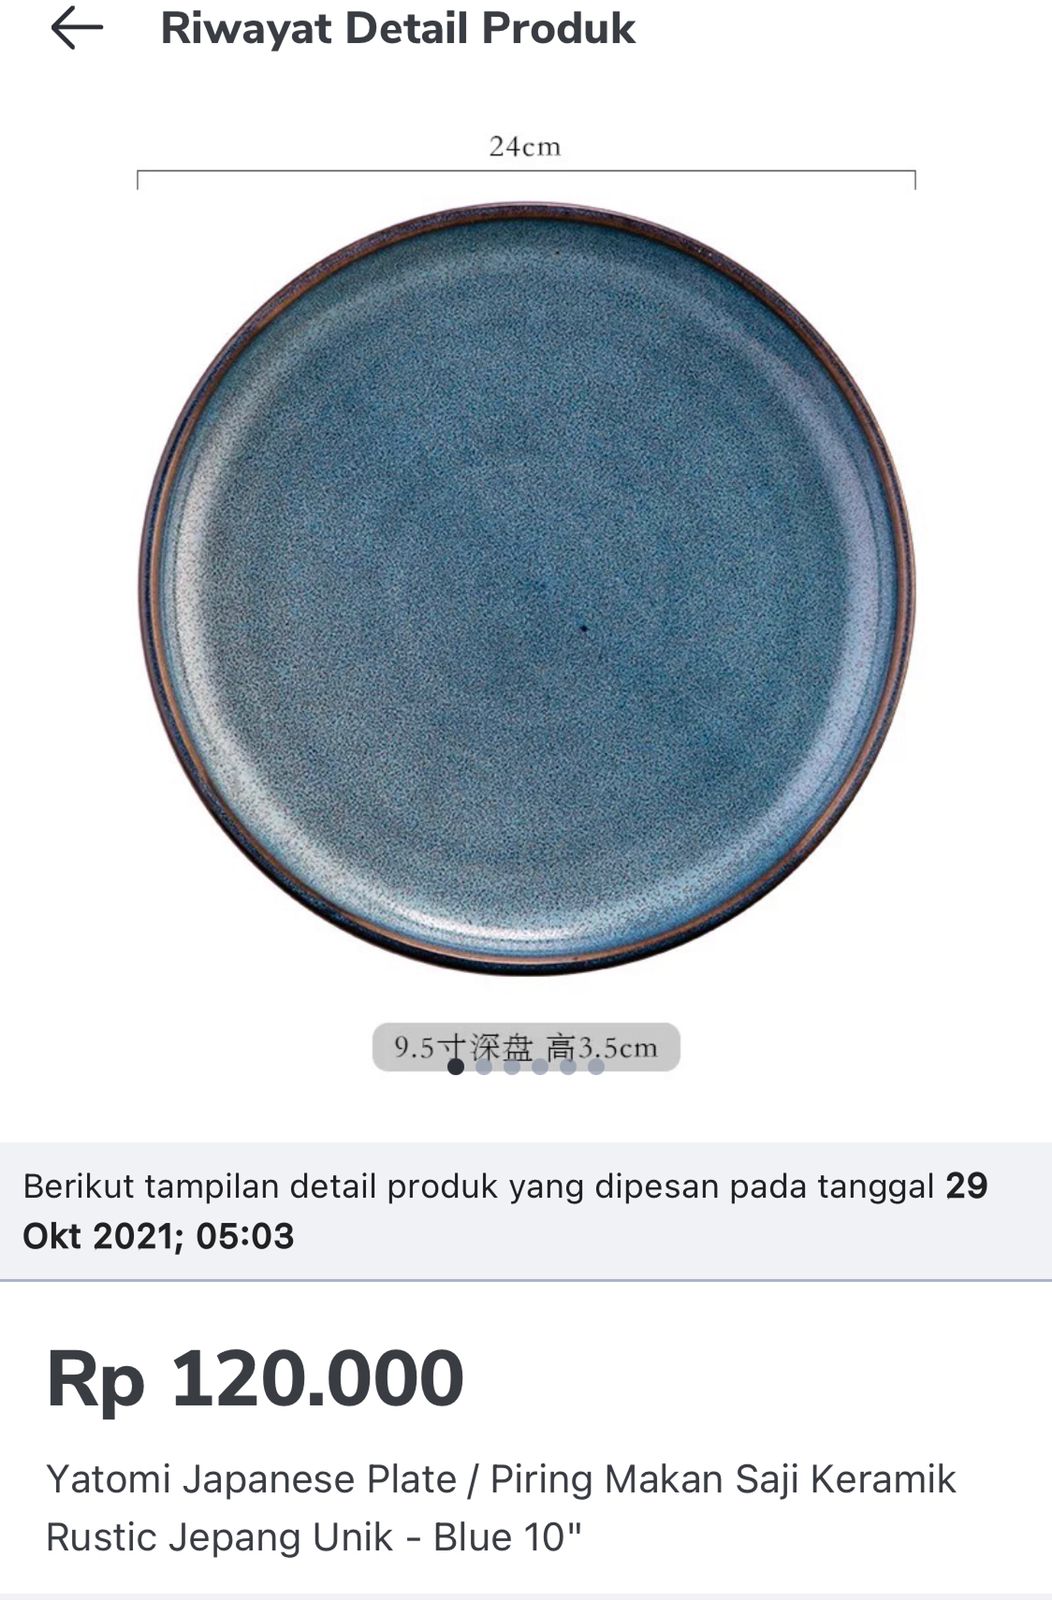 Riwayat Detail Produk
24cm
9.5寸深盘 高3.5cm
Berikut tampilan detail produk yang dipesan pada tanggal 29
Okt 2021; 05:03
Rp 120.000
Yatomi Japanese Plate / Piring Makan Saji Keramik
Rustic Jepang Unik - Blue 10"